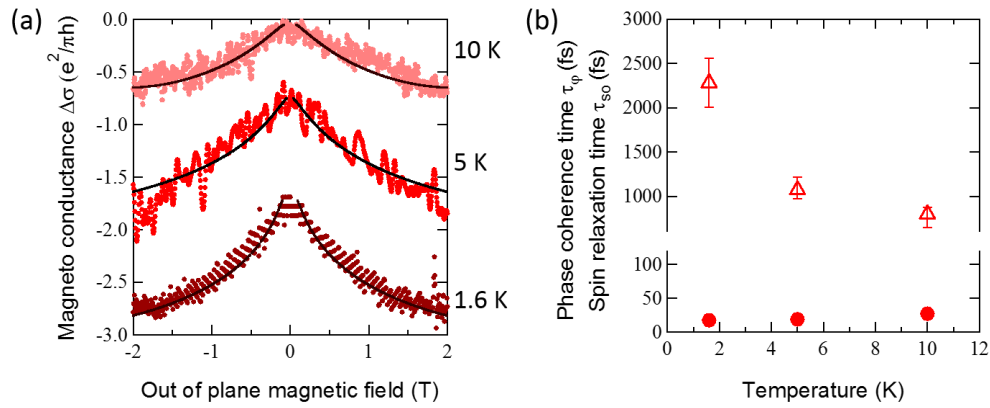 (a)
Magneto conductance Δσ (e²/πh)
0.0
-0.5
-1.0
-1.5
-2.0
-2.5
-3.0
10 K
5 K
1.6 K
-2
-1
0
1
2
Out of plane magnetic field (T)
(b)
Phase coherence time τφ (fs)
Spin relaxation time τso (fs)
3000
2500
2000
1500
1000
100
50
0
0 2 4 6 8 10 12
Temperature (K)